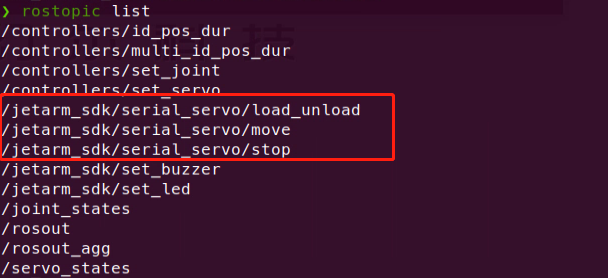 ❯ rostopic list
/controllers/id_pos_dur
/controllers/multi_id_pos_dur
/controllers/set_joint
/controllers/set_servo
/jetarm_sdk/serial_servo/load_unload
/jetarm_sdk/serial_servo/move
/jetarm_sdk/serial_servo/stop
/jetarm_sdk/set_buzzer
/jetarm_sdk/set_led
/joint_states
/rosout
/rosout_agg
/servo_states